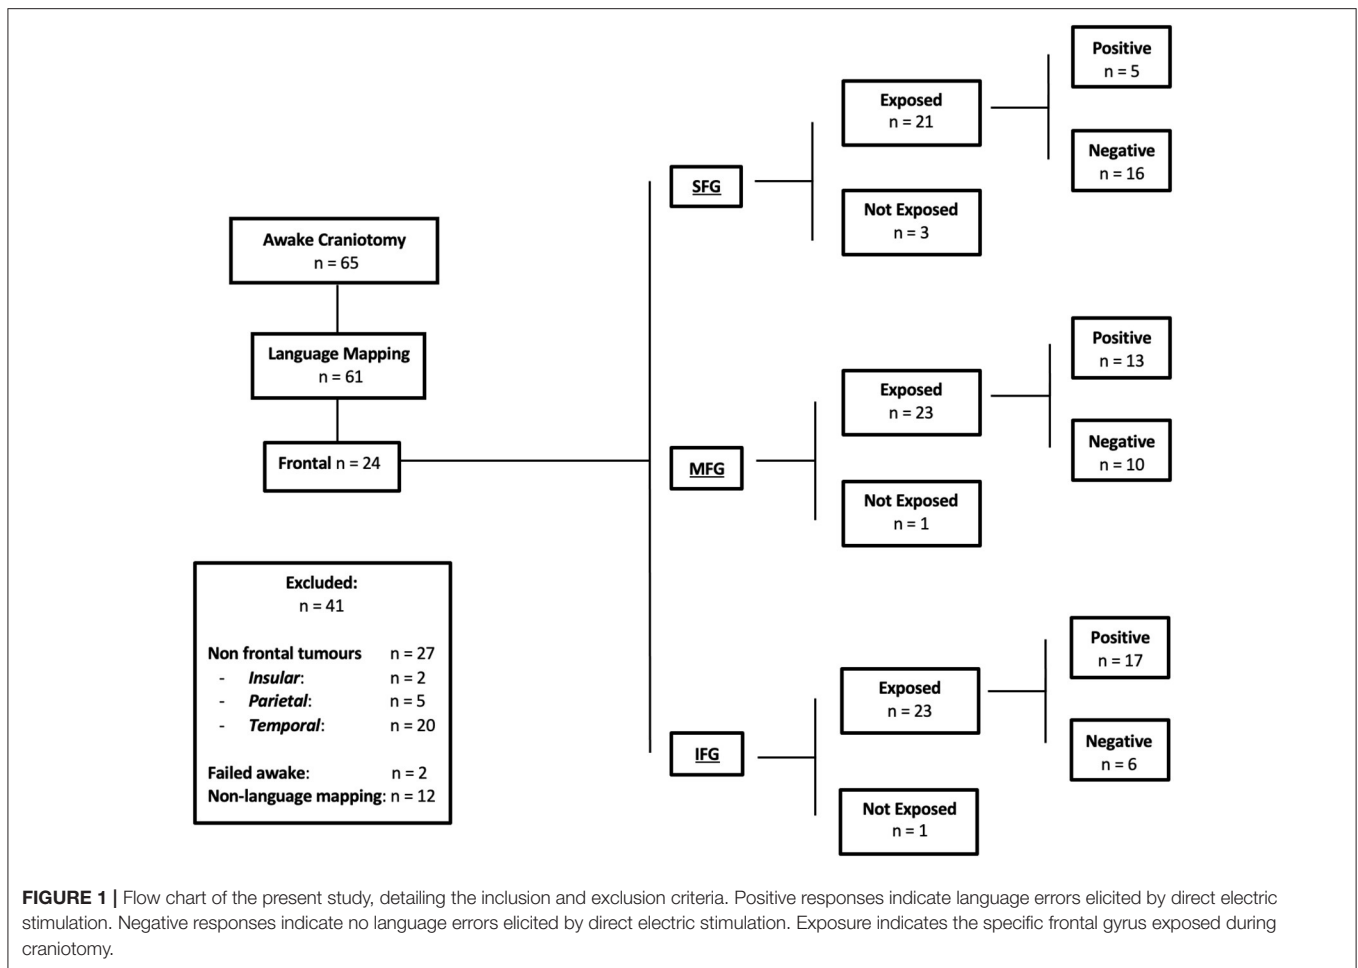 Awake Craniotomy
n = 65
Language Mapping
n = 61
Frontal n = 24
Excluded:
n = 41
Non frontal tumours n = 27
- Insular: n = 2
- Parietal: n = 5
- Temporal: n = 20
Failed awake: n = 2
Non-language mapping: n = 12
SFG
Exposed
n = 21
Positive
n = 5
Negative
n = 16
Not Exposed
n = 3
MFG
Exposed
n = 23
Positive
n = 13
Negative
n = 10
Not Exposed
n = 1
IFG
Exposed
n = 23
Positive
n = 17
Negative
n = 6
Not Exposed
n = 1
FIGURE 1 | Flow chart of the present study, detailing the inclusion and exclusion criteria. Positive responses indicate language errors elicited by direct electric
stimulation. Negative responses indicate no language errors elicited by direct electric stimulation. Exposure indicates the specific frontal gyrus exposed during
craniotomy.